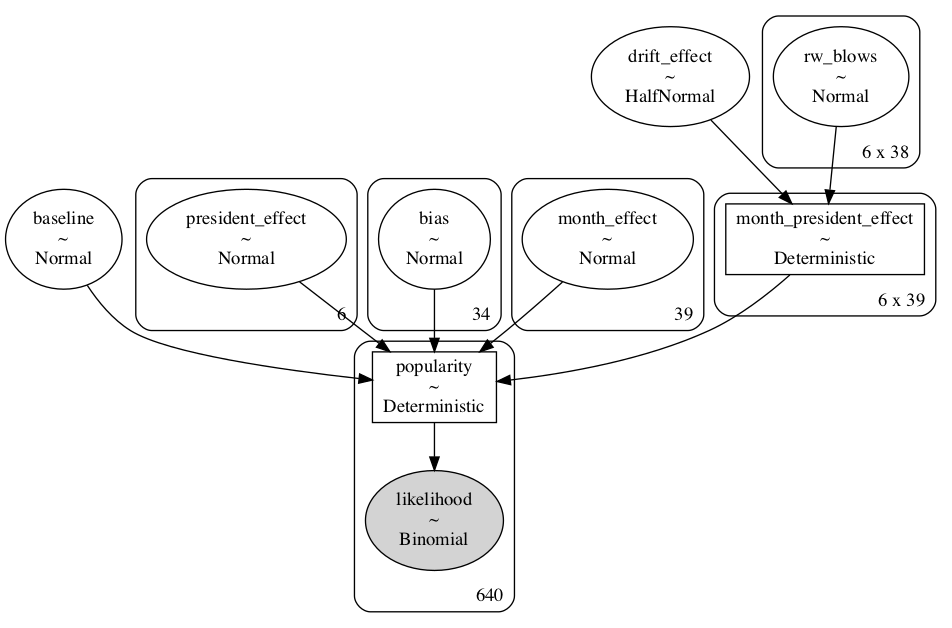 drift_effect
~
HalfNormal
rw_blows
~
Normal
6 x 38
baseline
~
Normal
president_effect
~
Normal
6
bias
~
Normal
34
month_effect
~
Normal
39
month_president_effect
~
Deterministic
6 x 39
popularity
~
Deterministic
likelihood
~
Binomial
640